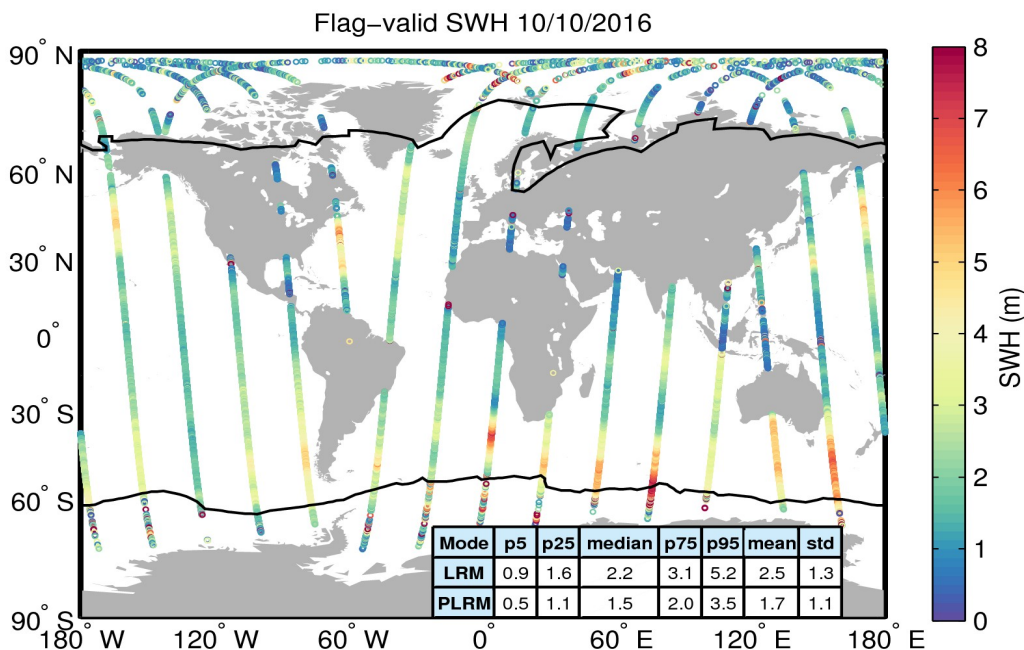 Flag−valid SWH 10/10/2016
90° N
60° N
30° N
0°
30° S
60° S
90° S
180° W
120° W
60° W
0°
60° E
120° E
180° E
Mode p5 p25 median p75 p95 mean std
LRM 0.9 1.6 2.2 3.1 5.2 2.5 1.3
PLRM 0.5 1.1 1.5 2.0 3.5 1.7 1.1
8
7
6
5
4
3
2
1
0
SWH (m)